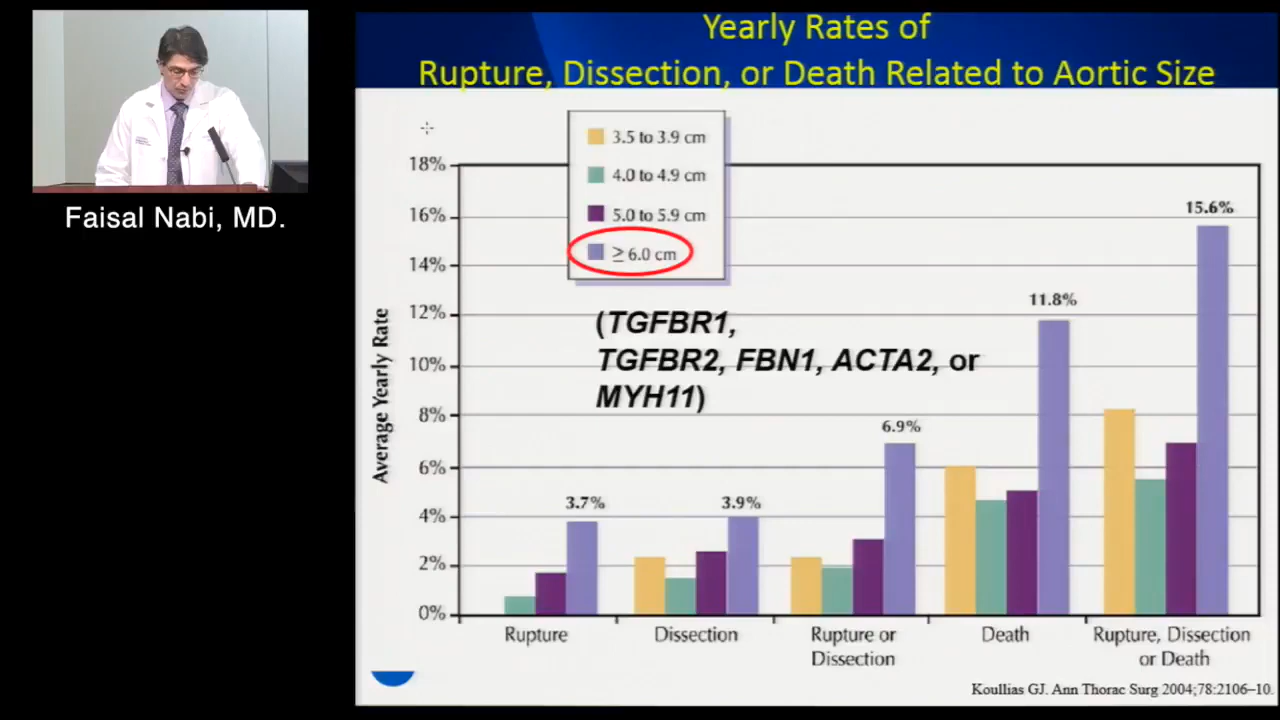 Yearly Rates of
Rupture, Dissection, or Death Related to Aortic Size
Faisal Nabi, MD.
3.5 to 3.9 cm
4.0 to 4.9 cm
5.0 to 5.9 cm
≥ 6.0 cm
(TGFBR1,
TGFBR2, FBN1, ACTA2, or
MYH11)
Average Yearly Rate
18%
16%
14%
12%
10%
8%
6%
4%
2%
0%
3.7%
3.9%
6.9%
11.8%
15.6%
Rupture
Dissection
Rupture or
Dissection
Death
Rupture, Dissection
or Death
Koullias GJ. Ann Thorac Surg 2004;78:2106–10.